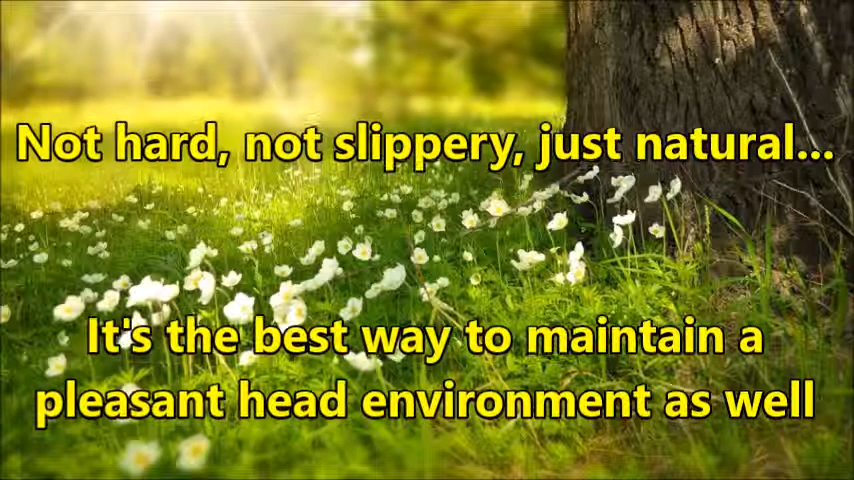 Not hard, not slippery, just natural...
It's the best way to maintain a
pleasant head environment as well